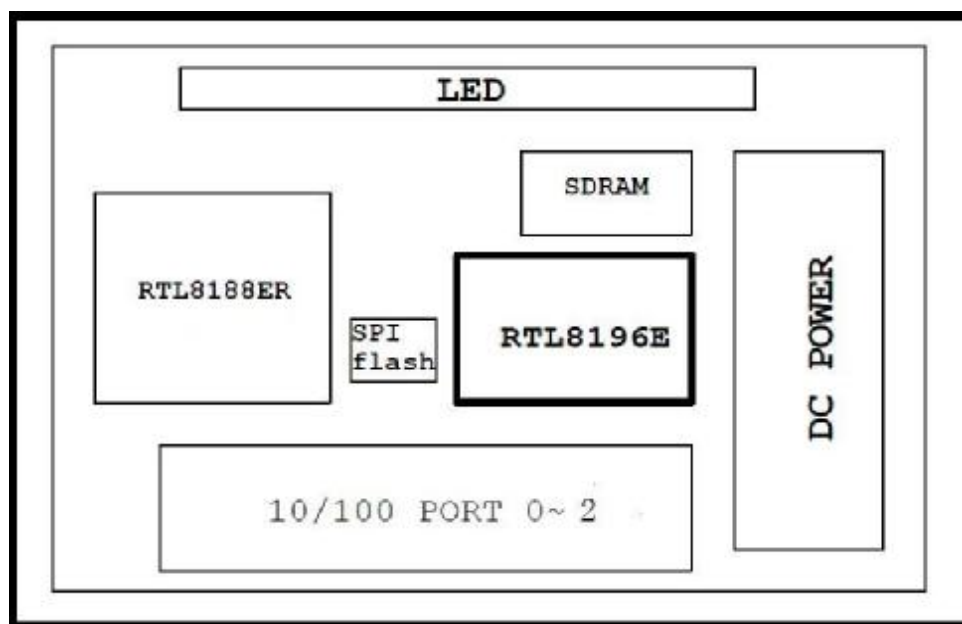 LED
SDRAM
RTL8188ER
SPI
flash
RTL8196E
DC POWER
10/100 PORT 0~2